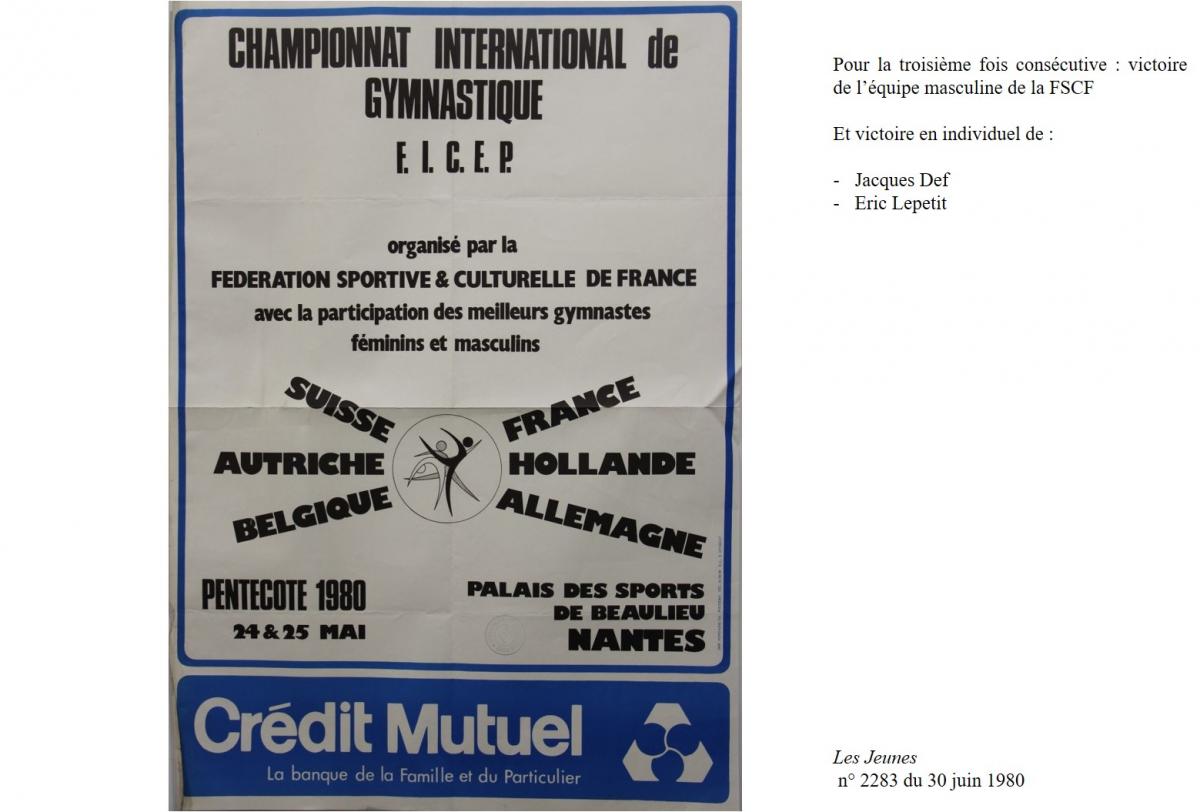 CHAMPIONNAT INTERNATIONAL de
GYMNASTIQUE
F. I. C. E. P.
organisé par la
FEDERATION SPORTIVE & CULTURELLE DE FRANCE
avec la participation des meilleurs gymnastes
féminins et masculins
SUISSE
AUTRICHE
BELGIQUE
FRANCE
HOLLANDE
ALLEMAGNE
PENTECOTE 1980
24 & 25 MAI
PALAIS DES SPORTS
DE BEAULIEU
NANTES
Crédit Mutuel
La banque de la Famille et du Particulier
Pour la troisième fois consécutive : victoire
de l’équipe masculine de la FSCF
Et victoire en individuel de :
- Jacques Def
- Eric Lepetit
Les Jeunes
n° 2283 du 30 juin 1980